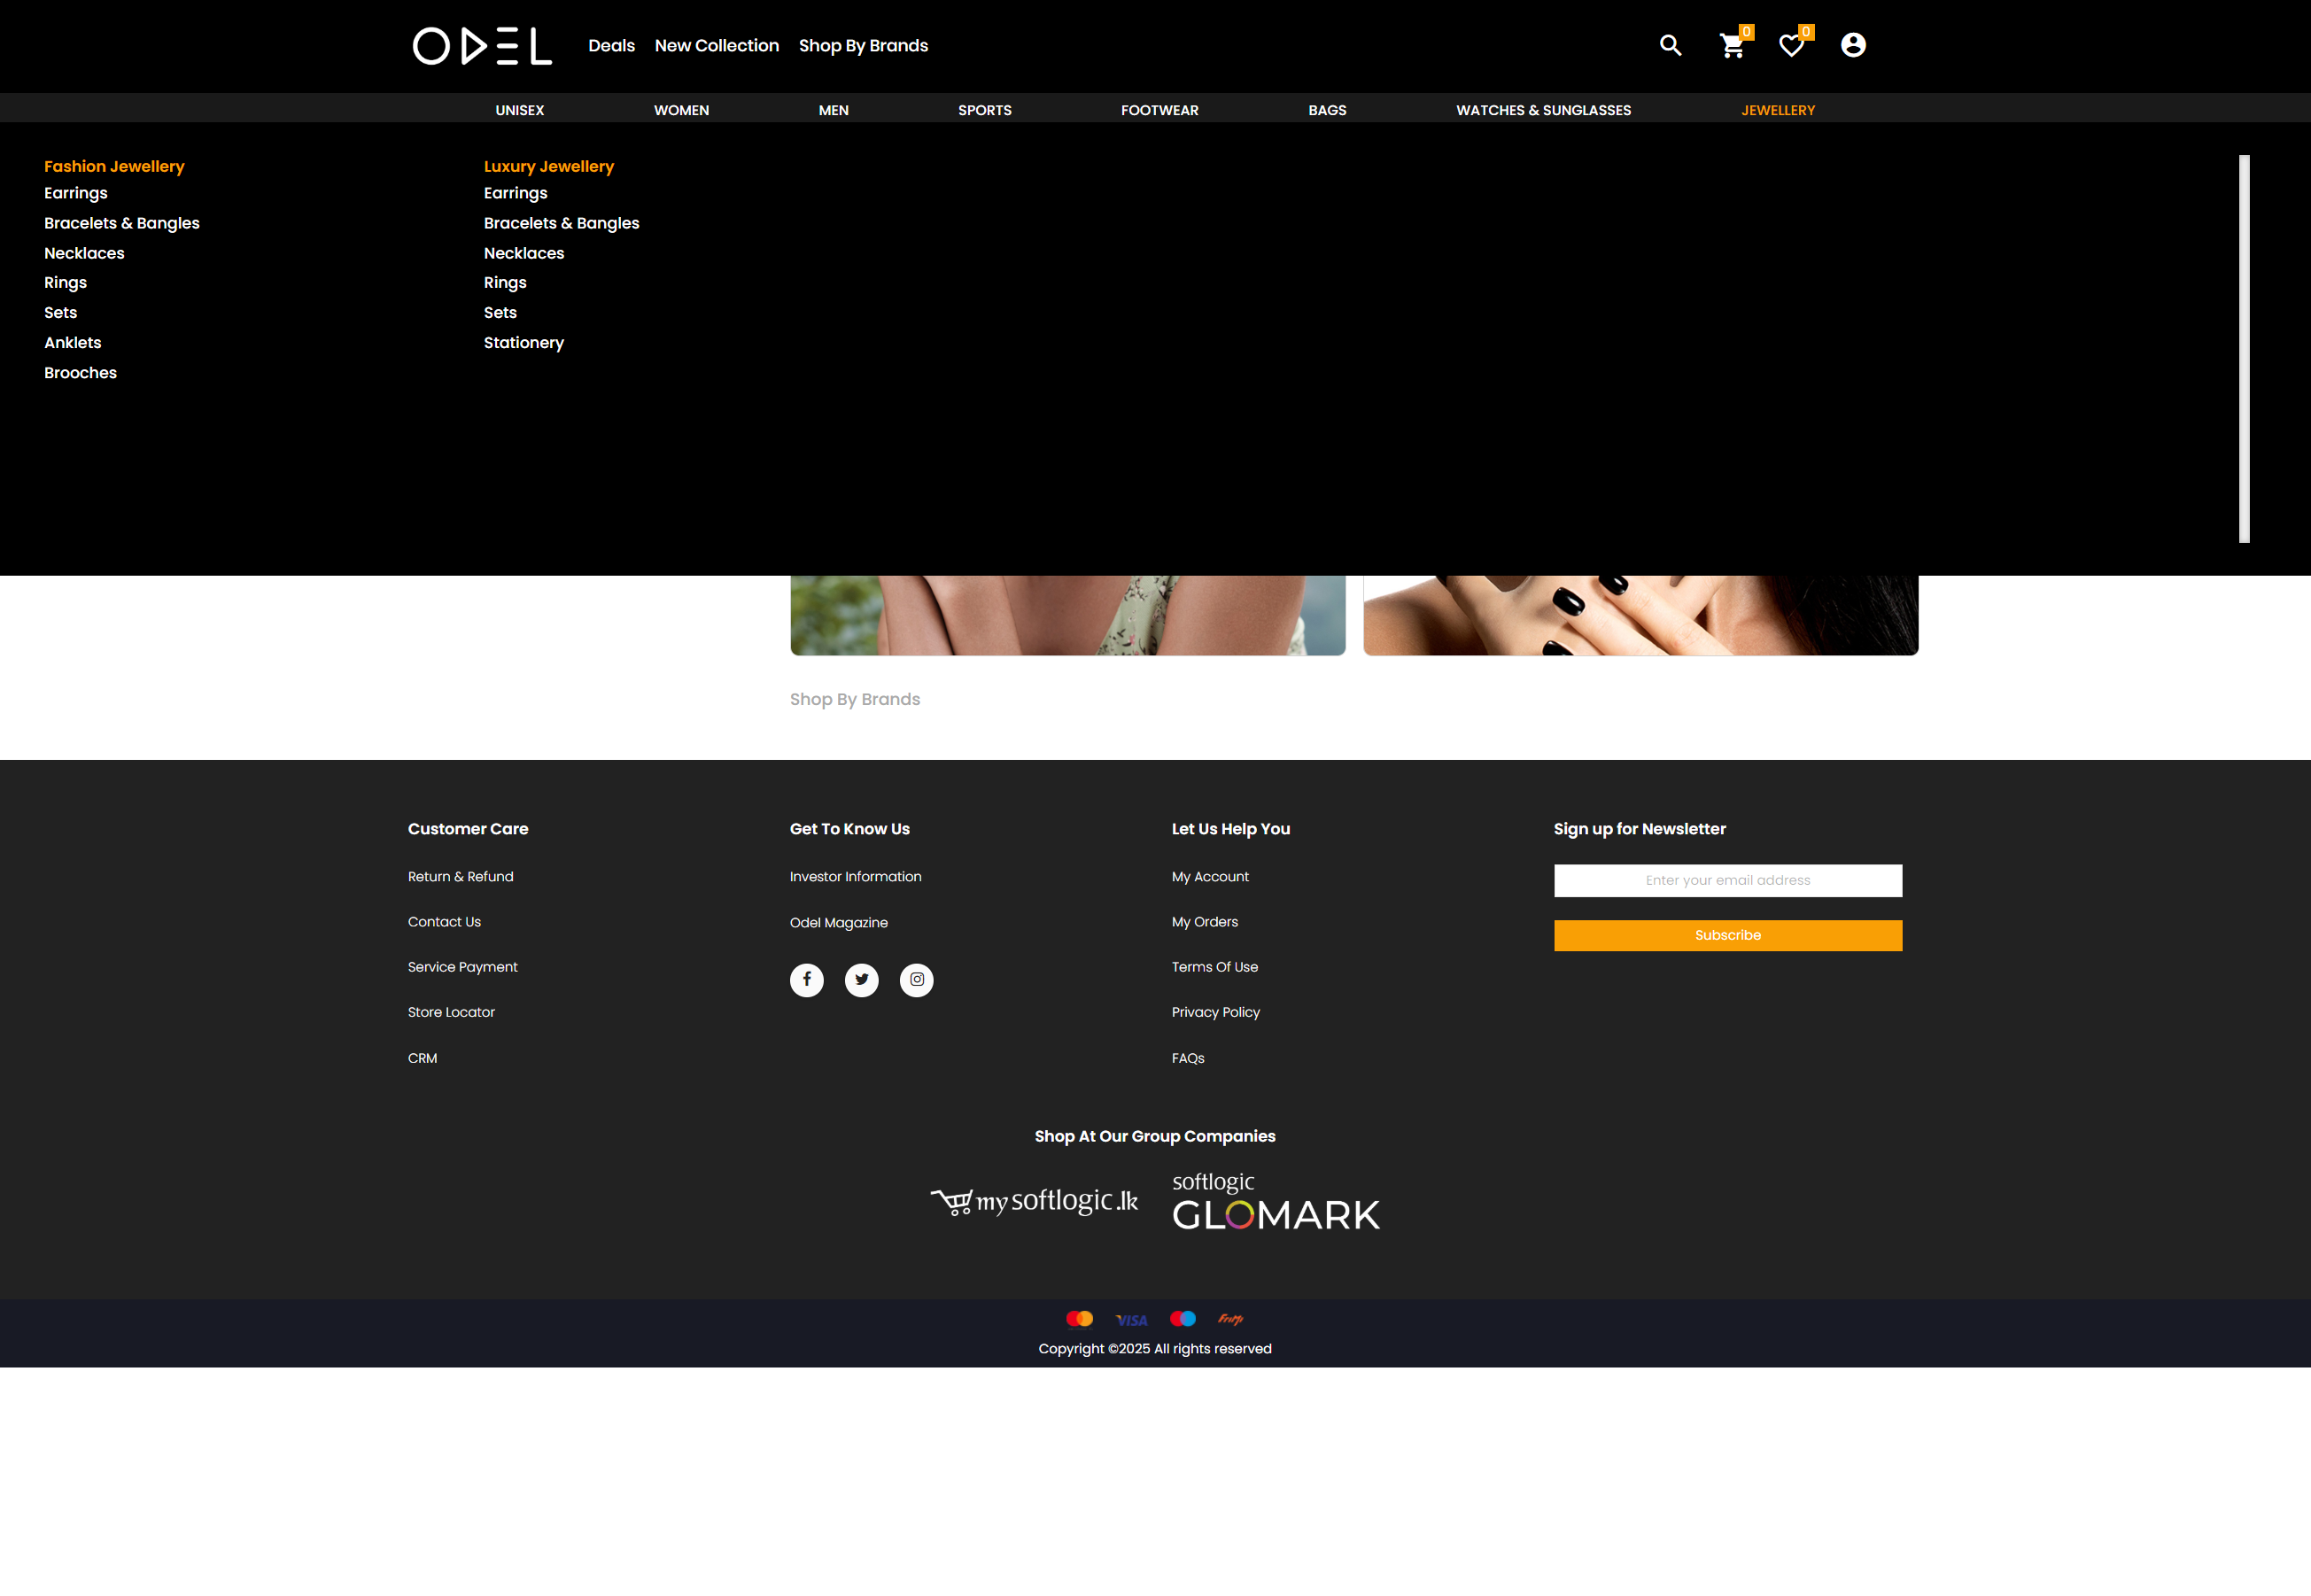 ODEL
Deals
New Collection
Shop By Brands
0
0
UNISEX
WOMEN
MEN
SPORTS
FOOTWEAR
BAGS
WATCHES & SUNGLASSES
JEWELLERY
Fashion Jewellery
Earrings
Bracelets & Bangles
Necklaces
Rings
Sets
Anklets
Brooches
Luxury Jewellery
Earrings
Bracelets & Bangles
Necklaces
Rings
Sets
Stationery
Shop By Brands
Customer Care
Return & Refund
Contact Us
Service Payment
Store Locator
CRM
Get To Know Us
Investor Information
Odel Magazine
Let Us Help You
My Account
My Orders
Terms Of Use
Privacy Policy
FAQs
Sign up for Newsletter
Enter your email address
Subscribe
Shop At Our Group Companies
mysoftlogic.lk
softlogic
GLOMARK
VISA
FriMi
Copyright ©2025 All rights reserved